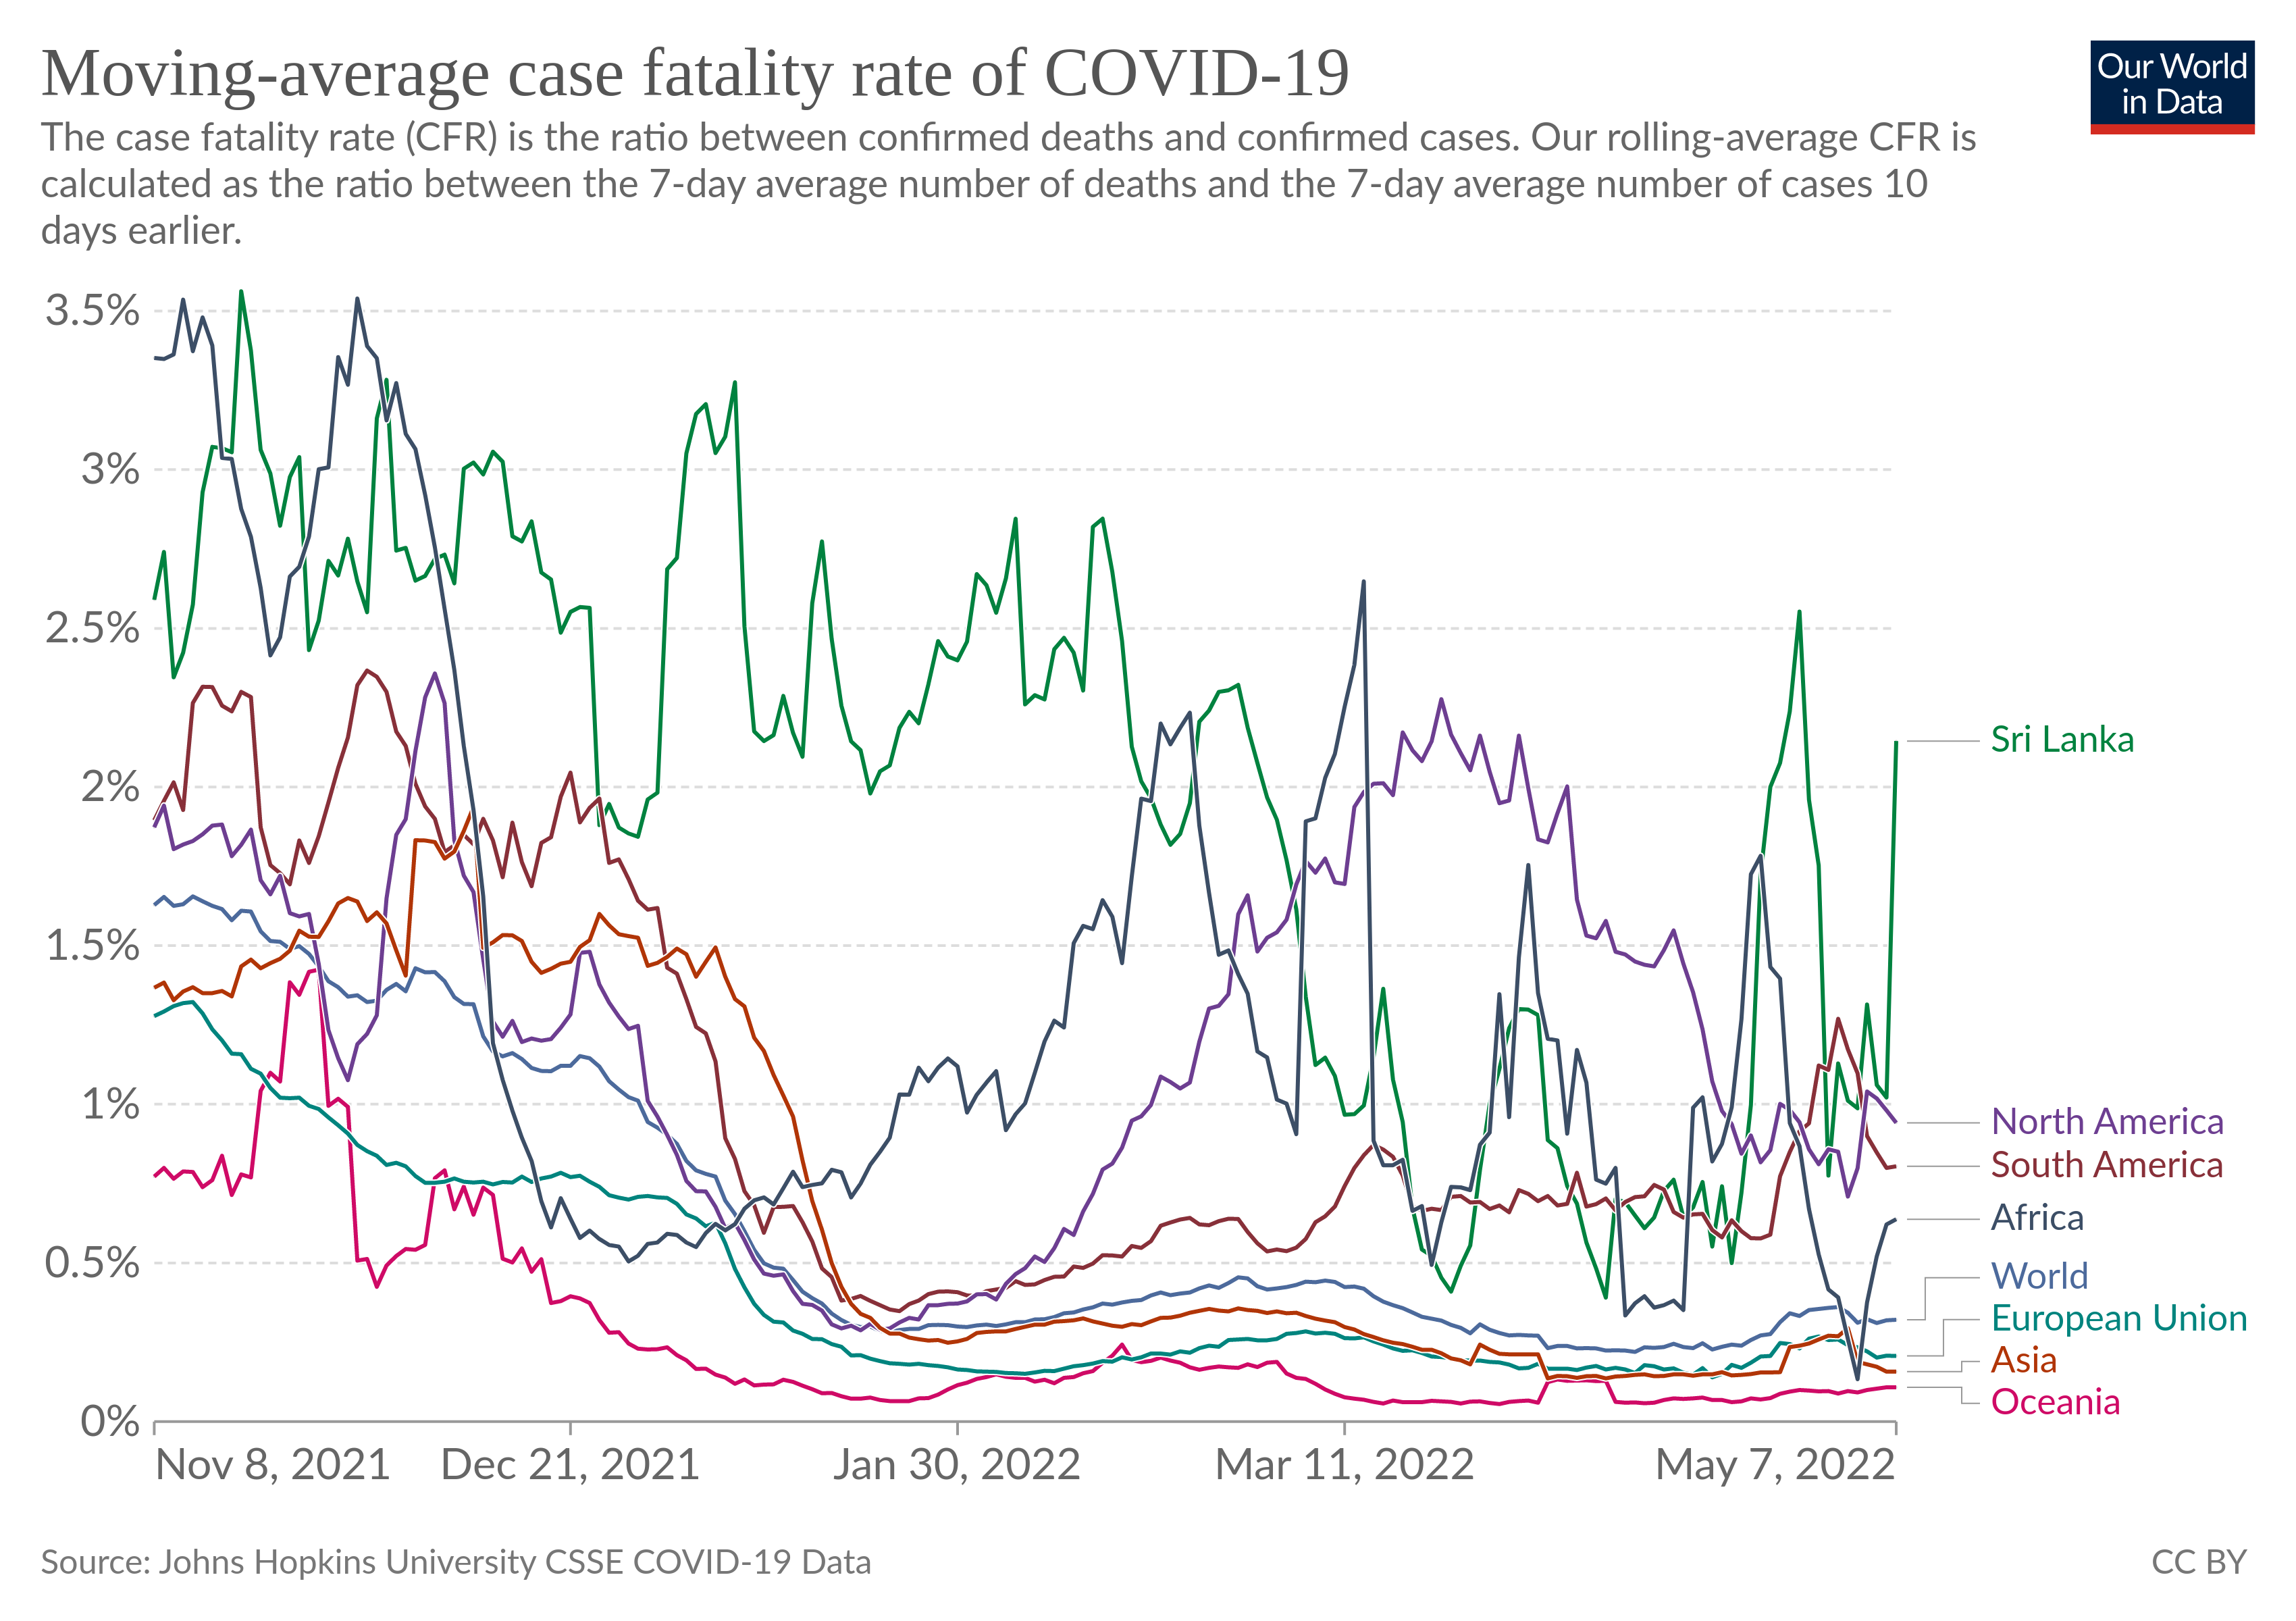 Moving-average case fatality rate of COVID-19
Our World
in Data
The case fatality rate (CFR) is the ratio between confirmed deaths and confirmed cases. Our rolling-average CFR is
calculated as the ratio between the 7-day average number of deaths and the 7-day average number of cases 10
days earlier.
3.5%
3%
2.5%
2%
1.5%
1%
0.5%
0%
Sri Lanka
North America
South America
Africa
World
European Union
Asia
Oceania
Nov 8, 2021
Dec 21, 2021
Jan 30, 2022
Mar 11, 2022
May 7, 2022
Source: Johns Hopkins University CSSE COVID-19 Data
CC BY